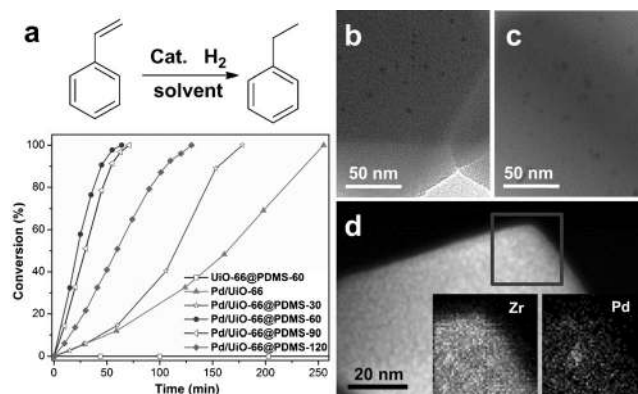 a
Cat. H2
solvent
Conversion (%)
100
80
60
40
20
0
UiO-66@PDMS-60
Pd/UiO-66
Pd/UiO-66@PDMS-30
Pd/UiO-66@PDMS-60
Pd/UiO-66@PDMS-90
Pd/UiO-66@PDMS-120
0 50 100 150 200 250
Time (min)
b
50 nm
c
50 nm
d
Zr
Pd
20 nm